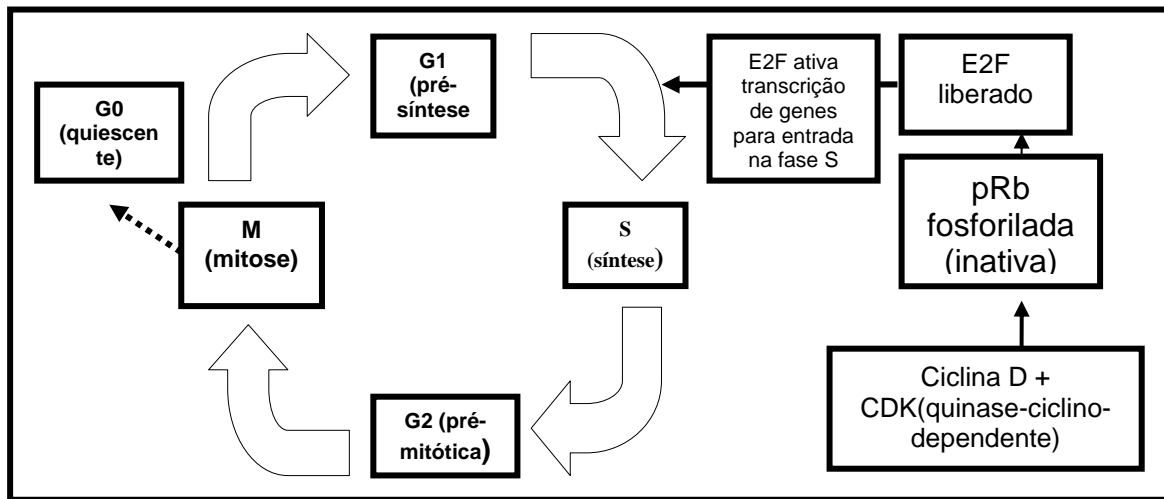 G1
(pré-
síntese
E2F ativa
transcrição
de genes
para entrada
na fase S
E2F
liberado
G0
(quiescen
te)
pRb
fosforilada
(inativa)
M
(mitose)
S
(síntese)
G2 (pré-
mitótica)
Ciclina D +
CDK(quinase-ciclino-
dependente)